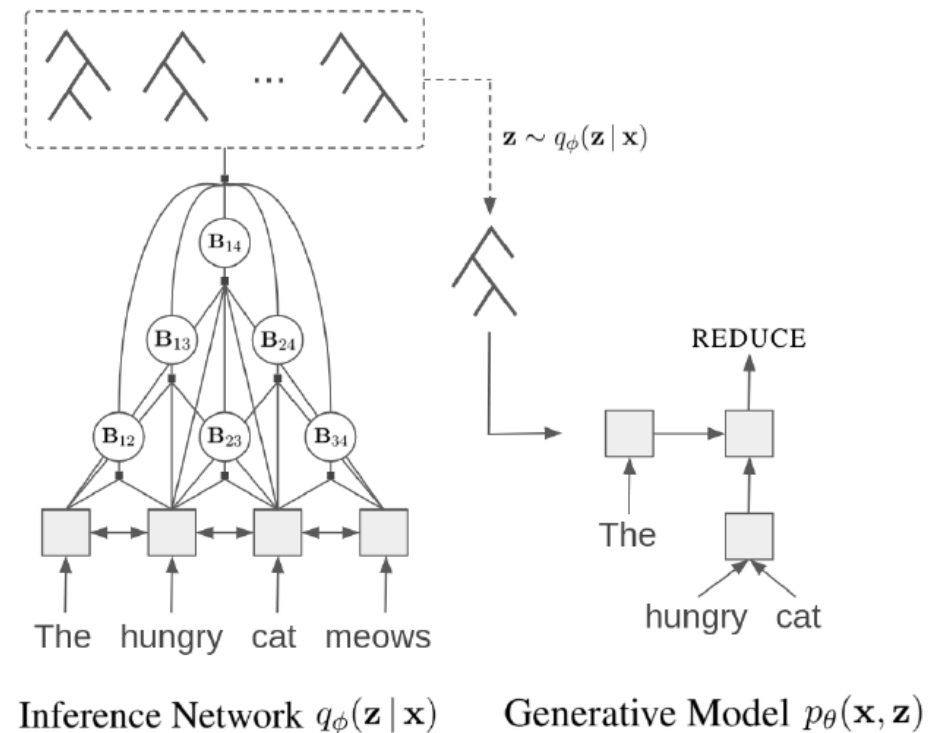 ...
z ∼ qϕ(z | x)
B14
B13 B24
REDUCE
B12 B23 B34
The
The hungry cat meows
hungry cat
Inference Network qϕ(z | x) Generative Model pθ(x, z)